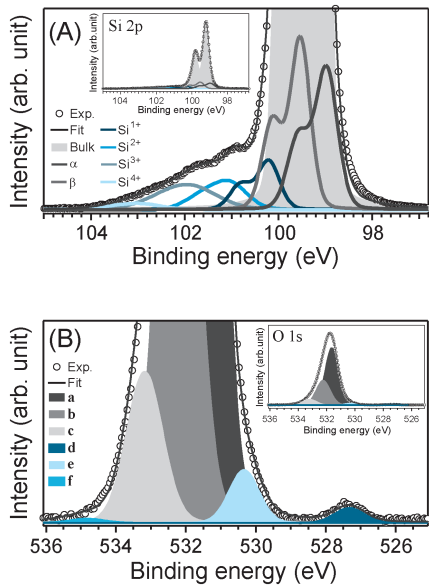 (A)
Si 2p
Intensity (arb.unit)
104 102 100 98
Binding energy (eV)
Intensity (arb. unit)
Exp.
Fit
Bulk
α
β
Si1+
Si2+
Si3+
Si4+
104 102 100 98
Binding energy (eV)
(B)
O 1s
Intensity (arb.unit)
536 534 532 530 528 526
Binding energy (eV)
Intensity (arb. unit)
Exp.
Fit
a
b
c
d
e
f
536 534 532 530 528 526
Binding energy (eV)